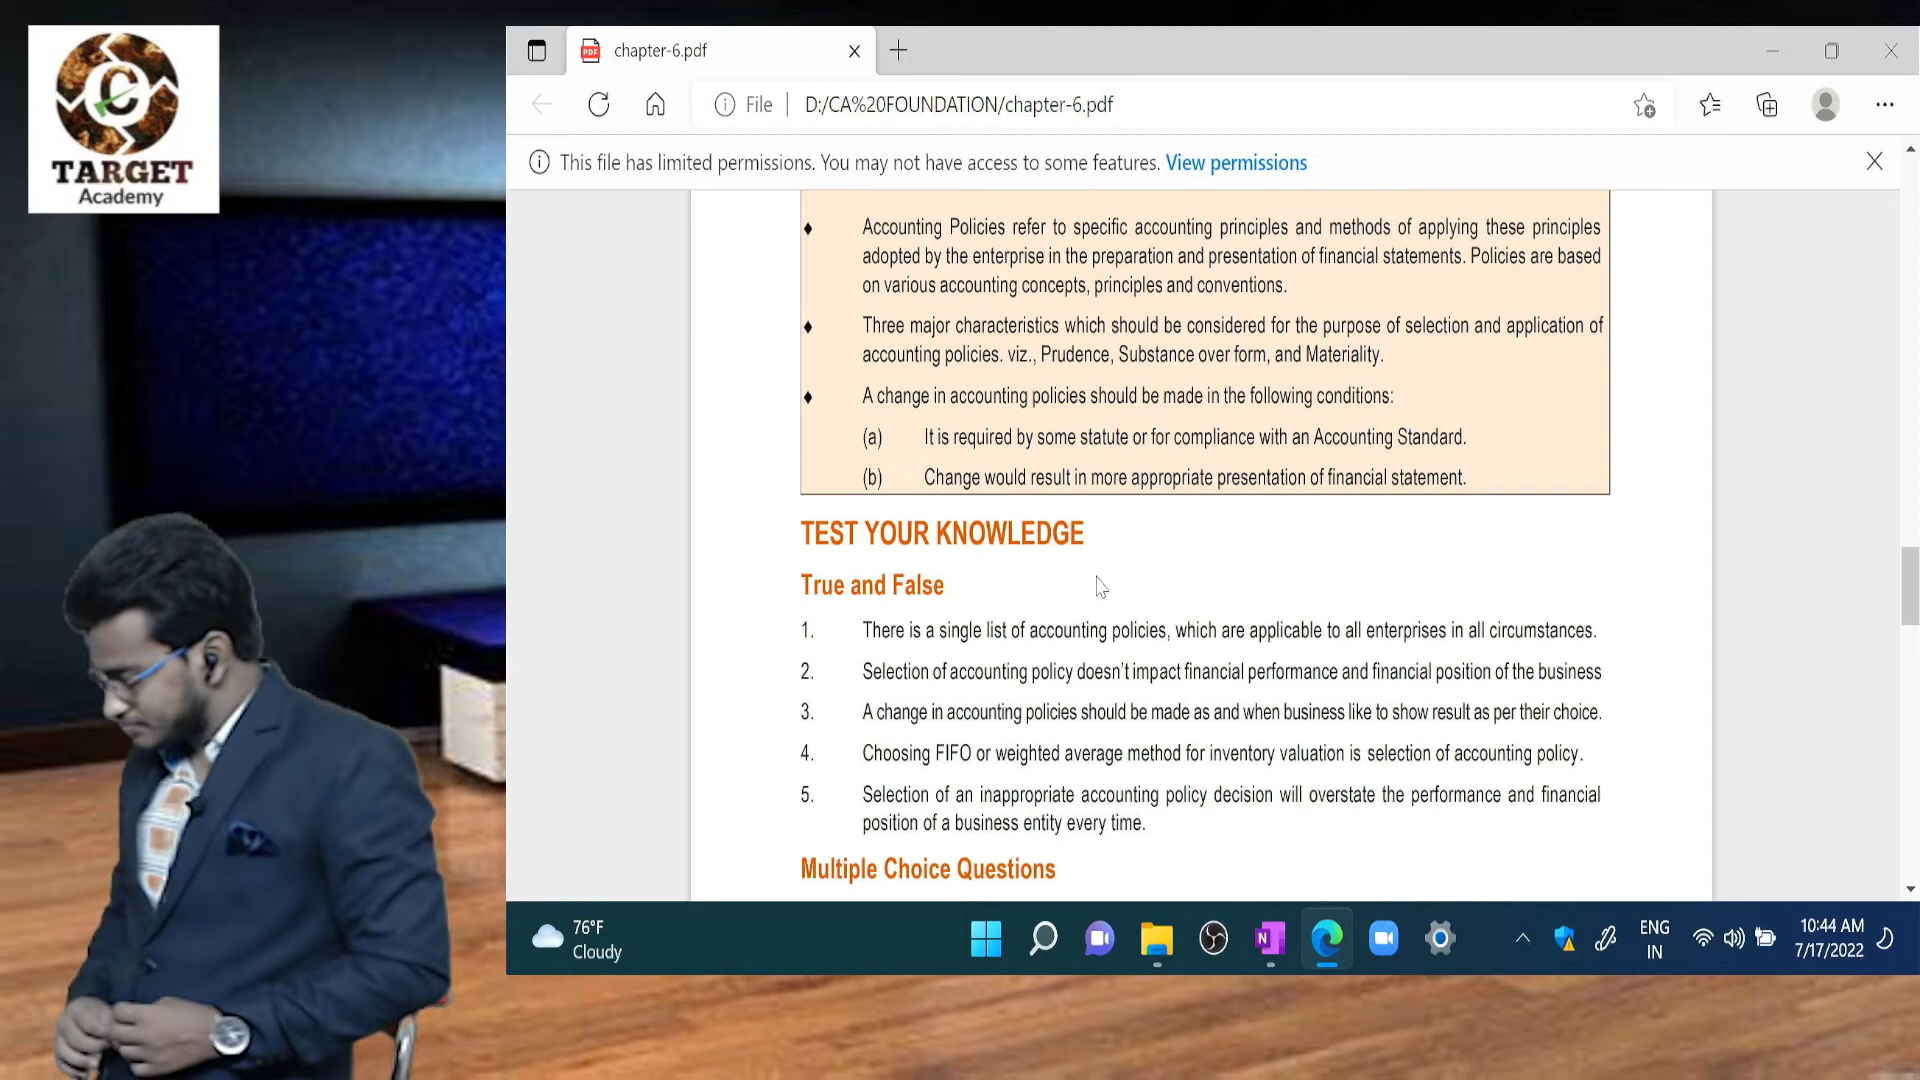 C
TARGET
Academy
chapter-6.pdf
File
D:/CA%20FOUNDATION/chapter-6.pdf
This file has limited permissions. You may not have access to some features. View permissions
♦ Accounting Policies refer to specific accounting principles and methods of applying these principles
adopted by the enterprise in the preparation and presentation of financial statements. Policies are based
on various accounting concepts, principles and conventions.
♦ Three major characteristics which should be considered for the purpose of selection and application of
accounting policies. viz., Prudence, Substance over form, and Materiality.
♦ A change in accounting policies should be made in the following conditions:
(a) It is required by some statute or for compliance with an Accounting Standard.
(b) Change would result in more appropriate presentation of financial statement.
TEST YOUR KNOWLEDGE
True and False
1. There is a single list of accounting policies, which are applicable to all enterprises in all circumstances.
2. Selection of accounting policy doesn't impact financial performance and financial position of the business
3. A change in accounting policies should be made as and when business like to show result as per their choice.
4. Choosing FIFO or weighted average method for inventory valuation is selection of accounting policy.
5. Selection of an inappropriate accounting policy decision will overstate the performance and financial
position of a business entity every time.
Multiple Choice Questions
76°F
Cloudy
N
ENG
IN
10:44 AM
7/17/2022